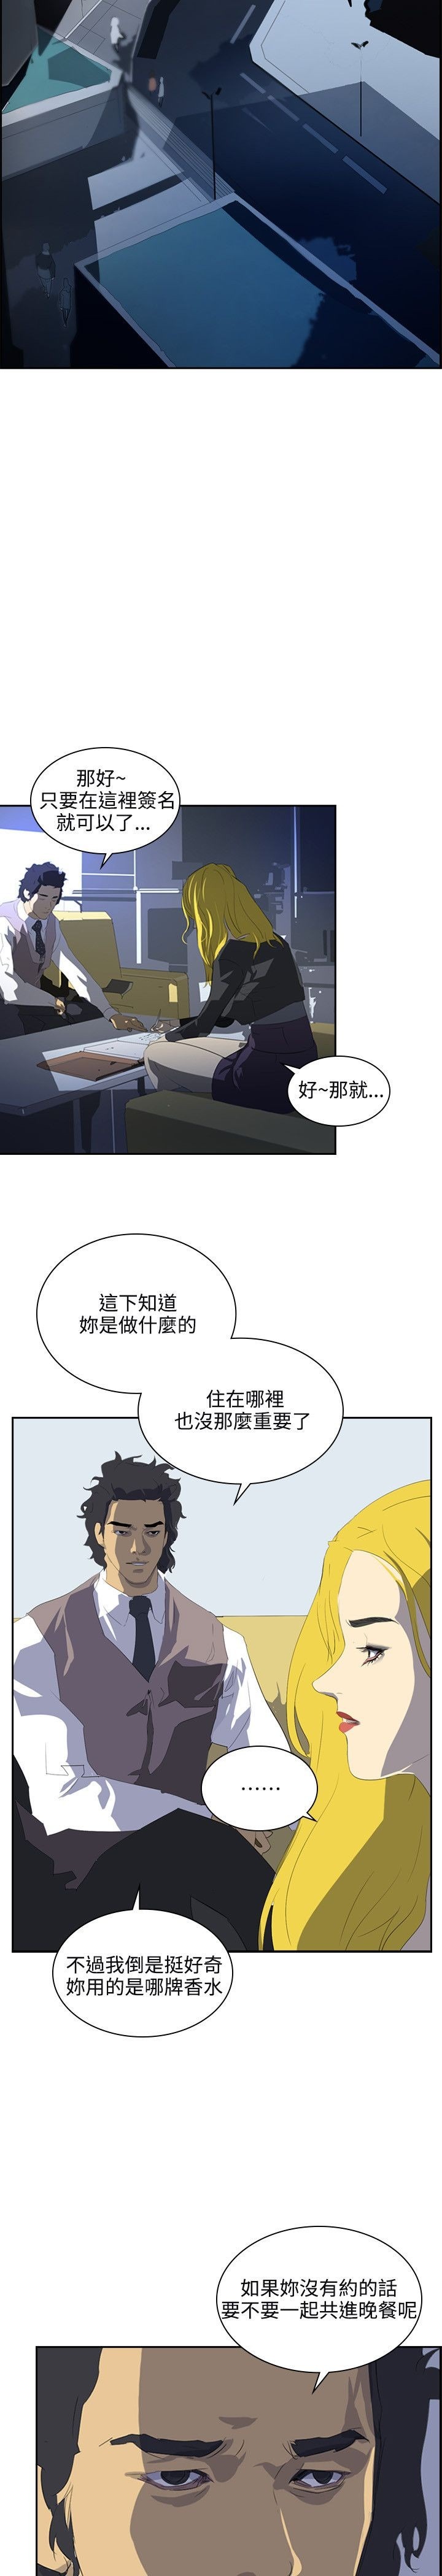 那好~
只要在這裡簽名
就可以了...
好~那就...
這下知道
妳是做什麼的
住在哪裡
也沒那麼重要了
……
不過我倒是挺好奇
妳用的是哪牌香水
如果妳沒有約的話
要不要一起共進晚餐呢